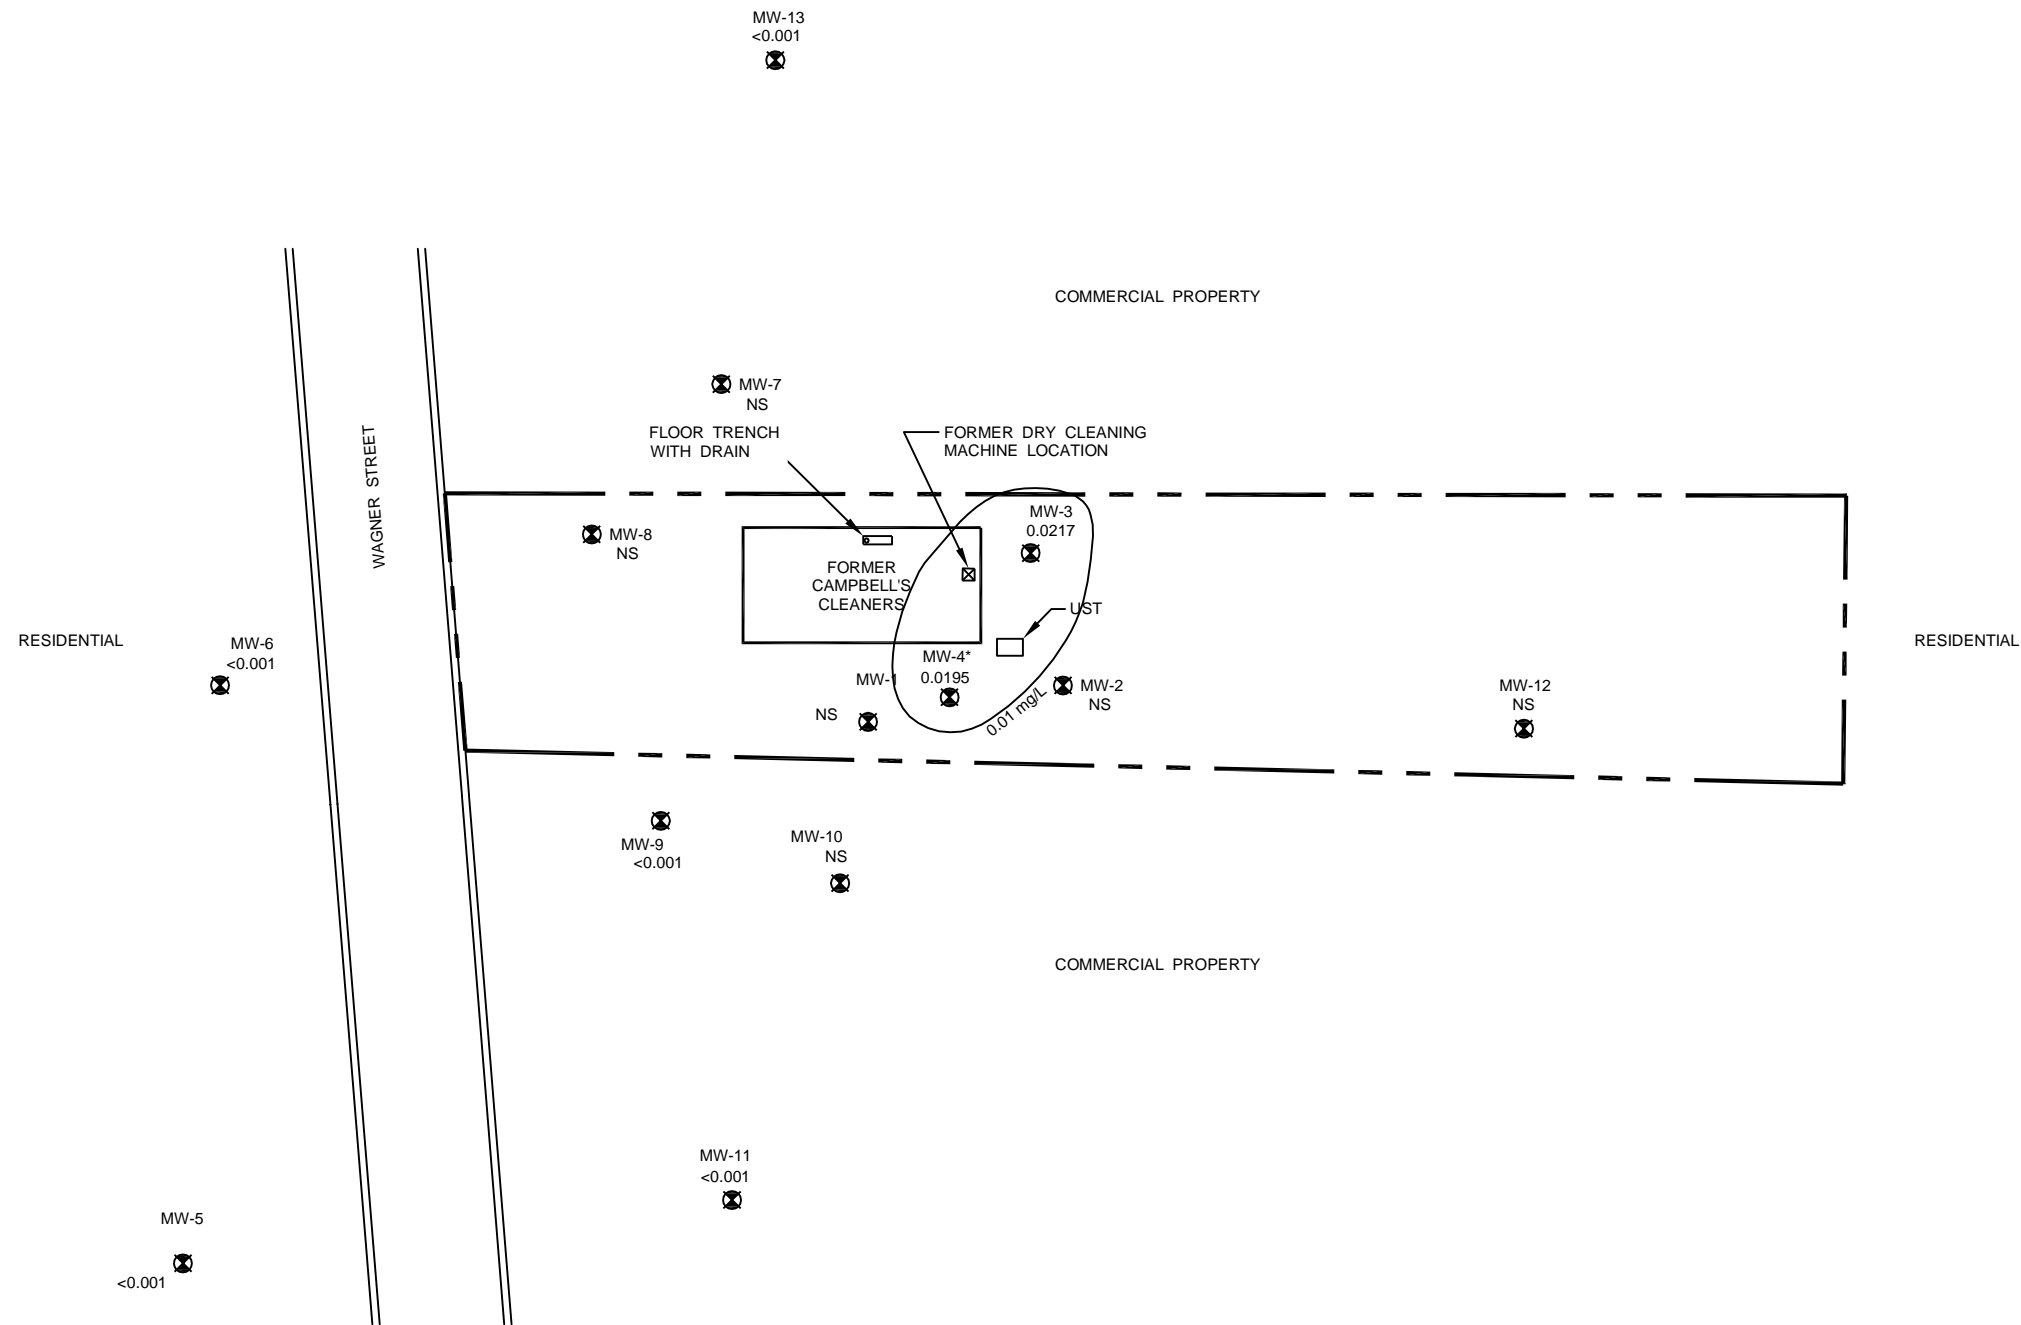 MW-13
<0.001
COMMERCIAL PROPERTY
MW-7
NS
FLOOR TRENCH
WITH DRAIN
FORMER DRY CLEANING
MACHINE LOCATION
WAGNER STREET
MW-8
NS
MW-3
0.0217
FORMER
CAMPBELL'S
CLEANERS
UST
RESIDENTIAL
MW-6
<0.001
RESIDENTIAL
MW-4*
0.0195
MW-1
NS
MW-2
NS
0.01 mg/L
MW-12
NS
MW-9
<0.001
MW-10
NS
COMMERCIAL PROPERTY
MW-11
<0.001
MW-5
<0.001